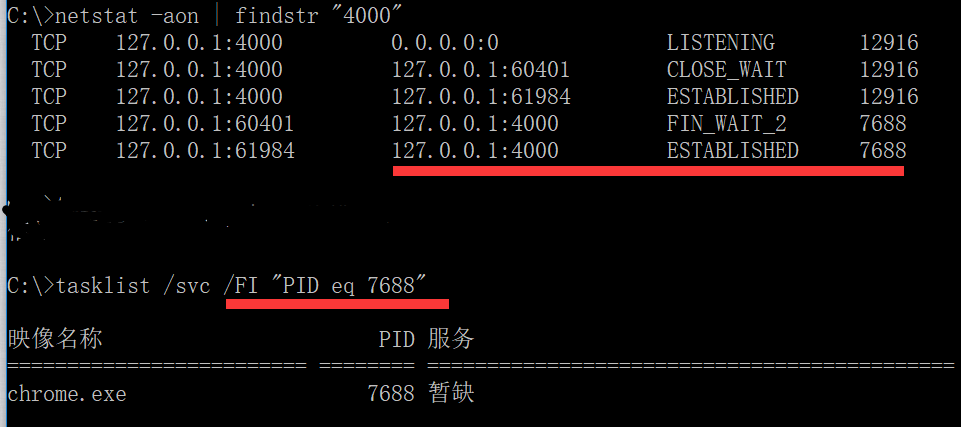 C:\>netstat -aon | findstr "4000"
TCP 127.0.0.1:4000 0.0.0.0:0 LISTENING 12916
TCP 127.0.0.1:4000 127.0.0.1:60401 CLOSE_WAIT 12916
TCP 127.0.0.1:4000 127.0.0.1:61984 ESTABLISHED 12916
TCP 127.0.0.1:60401 127.0.0.1:4000 FIN_WAIT_2 7688
TCP 127.0.0.1:61984 127.0.0.1:4000 ESTABLISHED 7688
C:\>tasklist /svc /FI "PID eq 7688"
映像名称 PID 服务
========================= ======== ============================================
chrome.exe 7688 暂缺